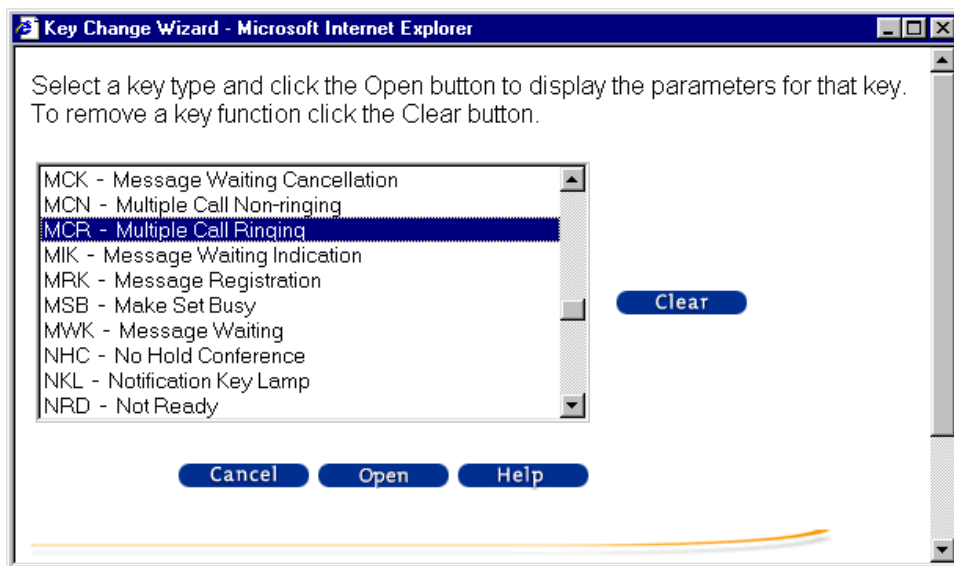 Key Change Wizard - Microsoft Internet Explorer
Select a key type and click the Open button to display the parameters for that key.
To remove a key function click the Clear button.
MCK - Message Waiting Cancellation
MCN - Multiple Call Non-ringing
MCR - Multiple Call Ringing
MIK - Message Waiting Indication
MRK - Message Registration
MSB - Make Set Busy
MWK - Message Waiting
NHC - No Hold Conference
NKL - Notification Key Lamp
NRD - Not Ready
Clear
Cancel Open Help